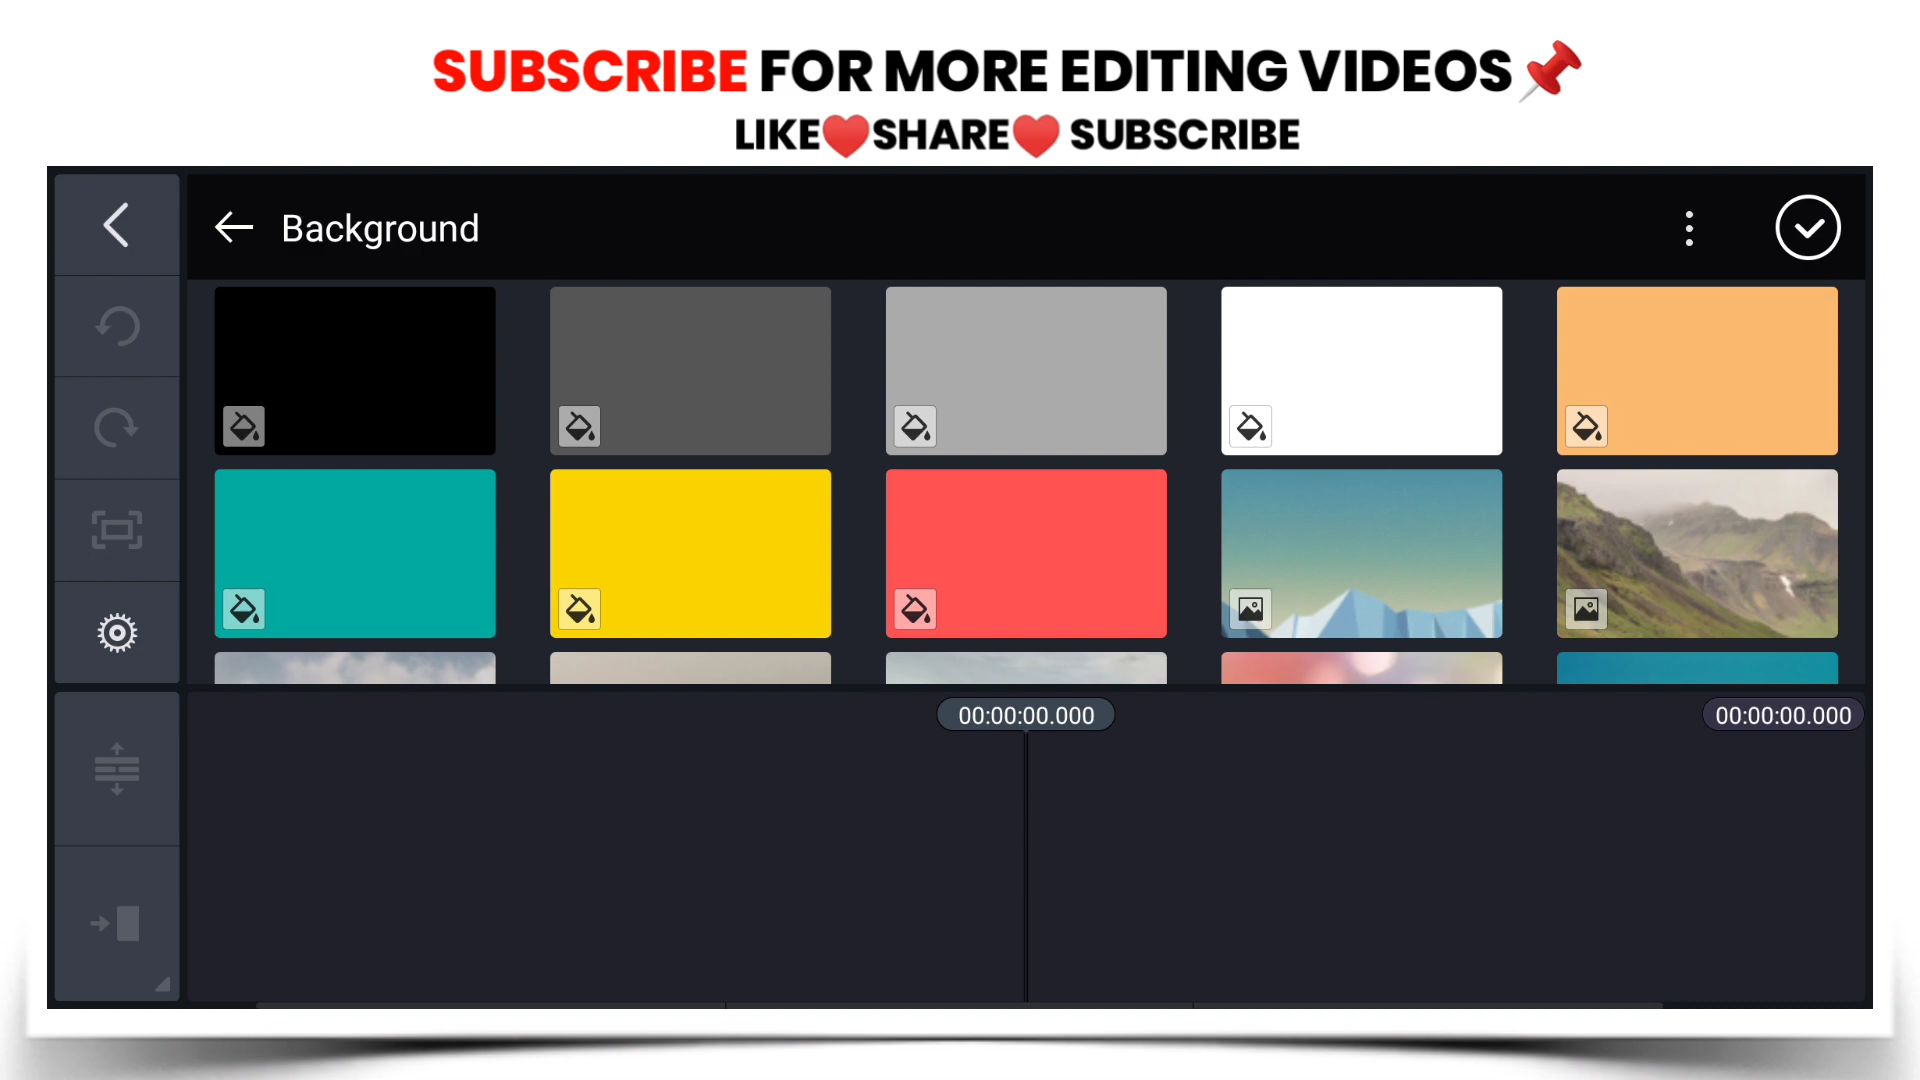 SUBSCRIBE FOR MORE EDITING VIDEOS📌
LIKE❤️SHARE❤️ SUBSCRIBE
Background
00:00:00.000
00:00:00.000